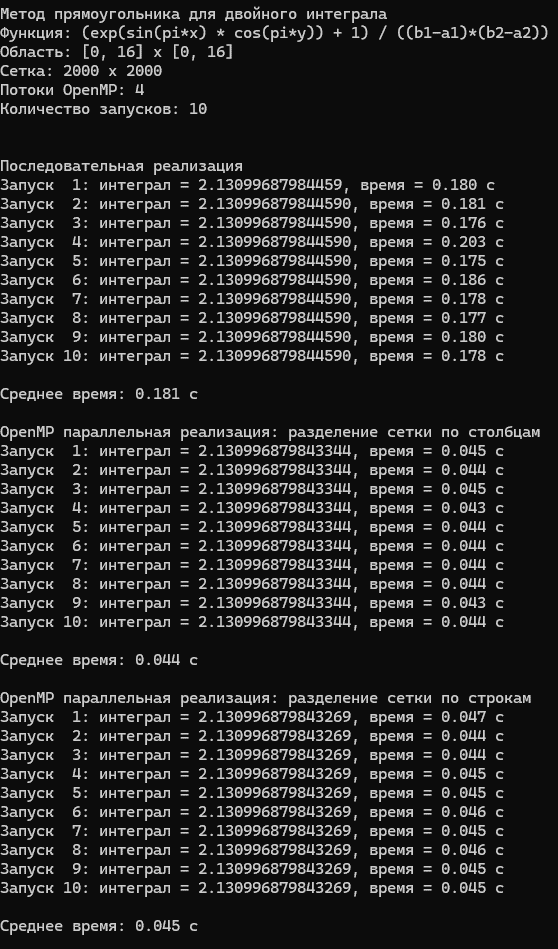 Метод прямоугольника для двойного интеграла
Функция: (exp(sin(pi*x) * cos(pi*y)) + 1) / ((b1-a1)*(b2-a2))
Область: [0, 16] x [0, 16]
Сетка: 2000 x 2000
Потоки OpenMP: 4
Количество запусков: 10
Последовательная реализация
Запуск  1: интеграл = 2.13099687984459, время = 0.180 с
Запуск  2: интеграл = 2.130996879844590, время = 0.181 с
Запуск  3: интеграл = 2.130996879844590, время = 0.176 с
Запуск  4: интеграл = 2.130996879844590, время = 0.203 с
Запуск  5: интеграл = 2.130996879844590, время = 0.175 с
Запуск  6: интеграл = 2.130996879844590, время = 0.186 с
Запуск  7: интеграл = 2.130996879844590, время = 0.178 с
Запуск  8: интеграл = 2.130996879844590, время = 0.177 с
Запуск  9: интеграл = 2.130996879844590, время = 0.180 с
Запуск 10: интеграл = 2.130996879844590, время = 0.178 с
Среднее время: 0.181 с
OpenMP параллельная реализация: разделение сетки по столбцам
Запуск  1: интеграл = 2.130996879843344, время = 0.045 с
Запуск  2: интеграл = 2.130996879843344, время = 0.044 с
Запуск  3: интеграл = 2.130996879843344, время = 0.045 с
Запуск  4: интеграл = 2.130996879843344, время = 0.043 с
Запуск  5: интеграл = 2.130996879843344, время = 0.044 с
Запуск  6: интеграл = 2.130996879843344, время = 0.044 с
Запуск  7: интеграл = 2.130996879843344, время = 0.044 с
Запуск  8: интеграл = 2.130996879843344, время = 0.044 с
Запуск  9: интеграл = 2.130996879843344, время = 0.043 с
Запуск 10: интеграл = 2.130996879843344, время = 0.044 с
Среднее время: 0.044 с
OpenMP параллельная реализация: разделение сетки по строкам
Запуск  1: интеграл = 2.130996879843269, время = 0.047 с
Запуск  2: интеграл = 2.130996879843269, время = 0.044 с
Запуск  3: интеграл = 2.130996879843269, время = 0.044 с
Запуск  4: интеграл = 2.130996879843269, время = 0.045 с
Запуск  5: интеграл = 2.130996879843269, время = 0.045 с
Запуск  6: интеграл = 2.130996879843269, время = 0.046 с
Запуск  7: интеграл = 2.130996879843269, время = 0.045 с
Запуск  8: интеграл = 2.130996879843269, время = 0.046 с
Запуск  9: интеграл = 2.130996879843269, время = 0.045 с
Запуск 10: интеграл = 2.130996879843269, время = 0.045 с
Среднее время: 0.045 с